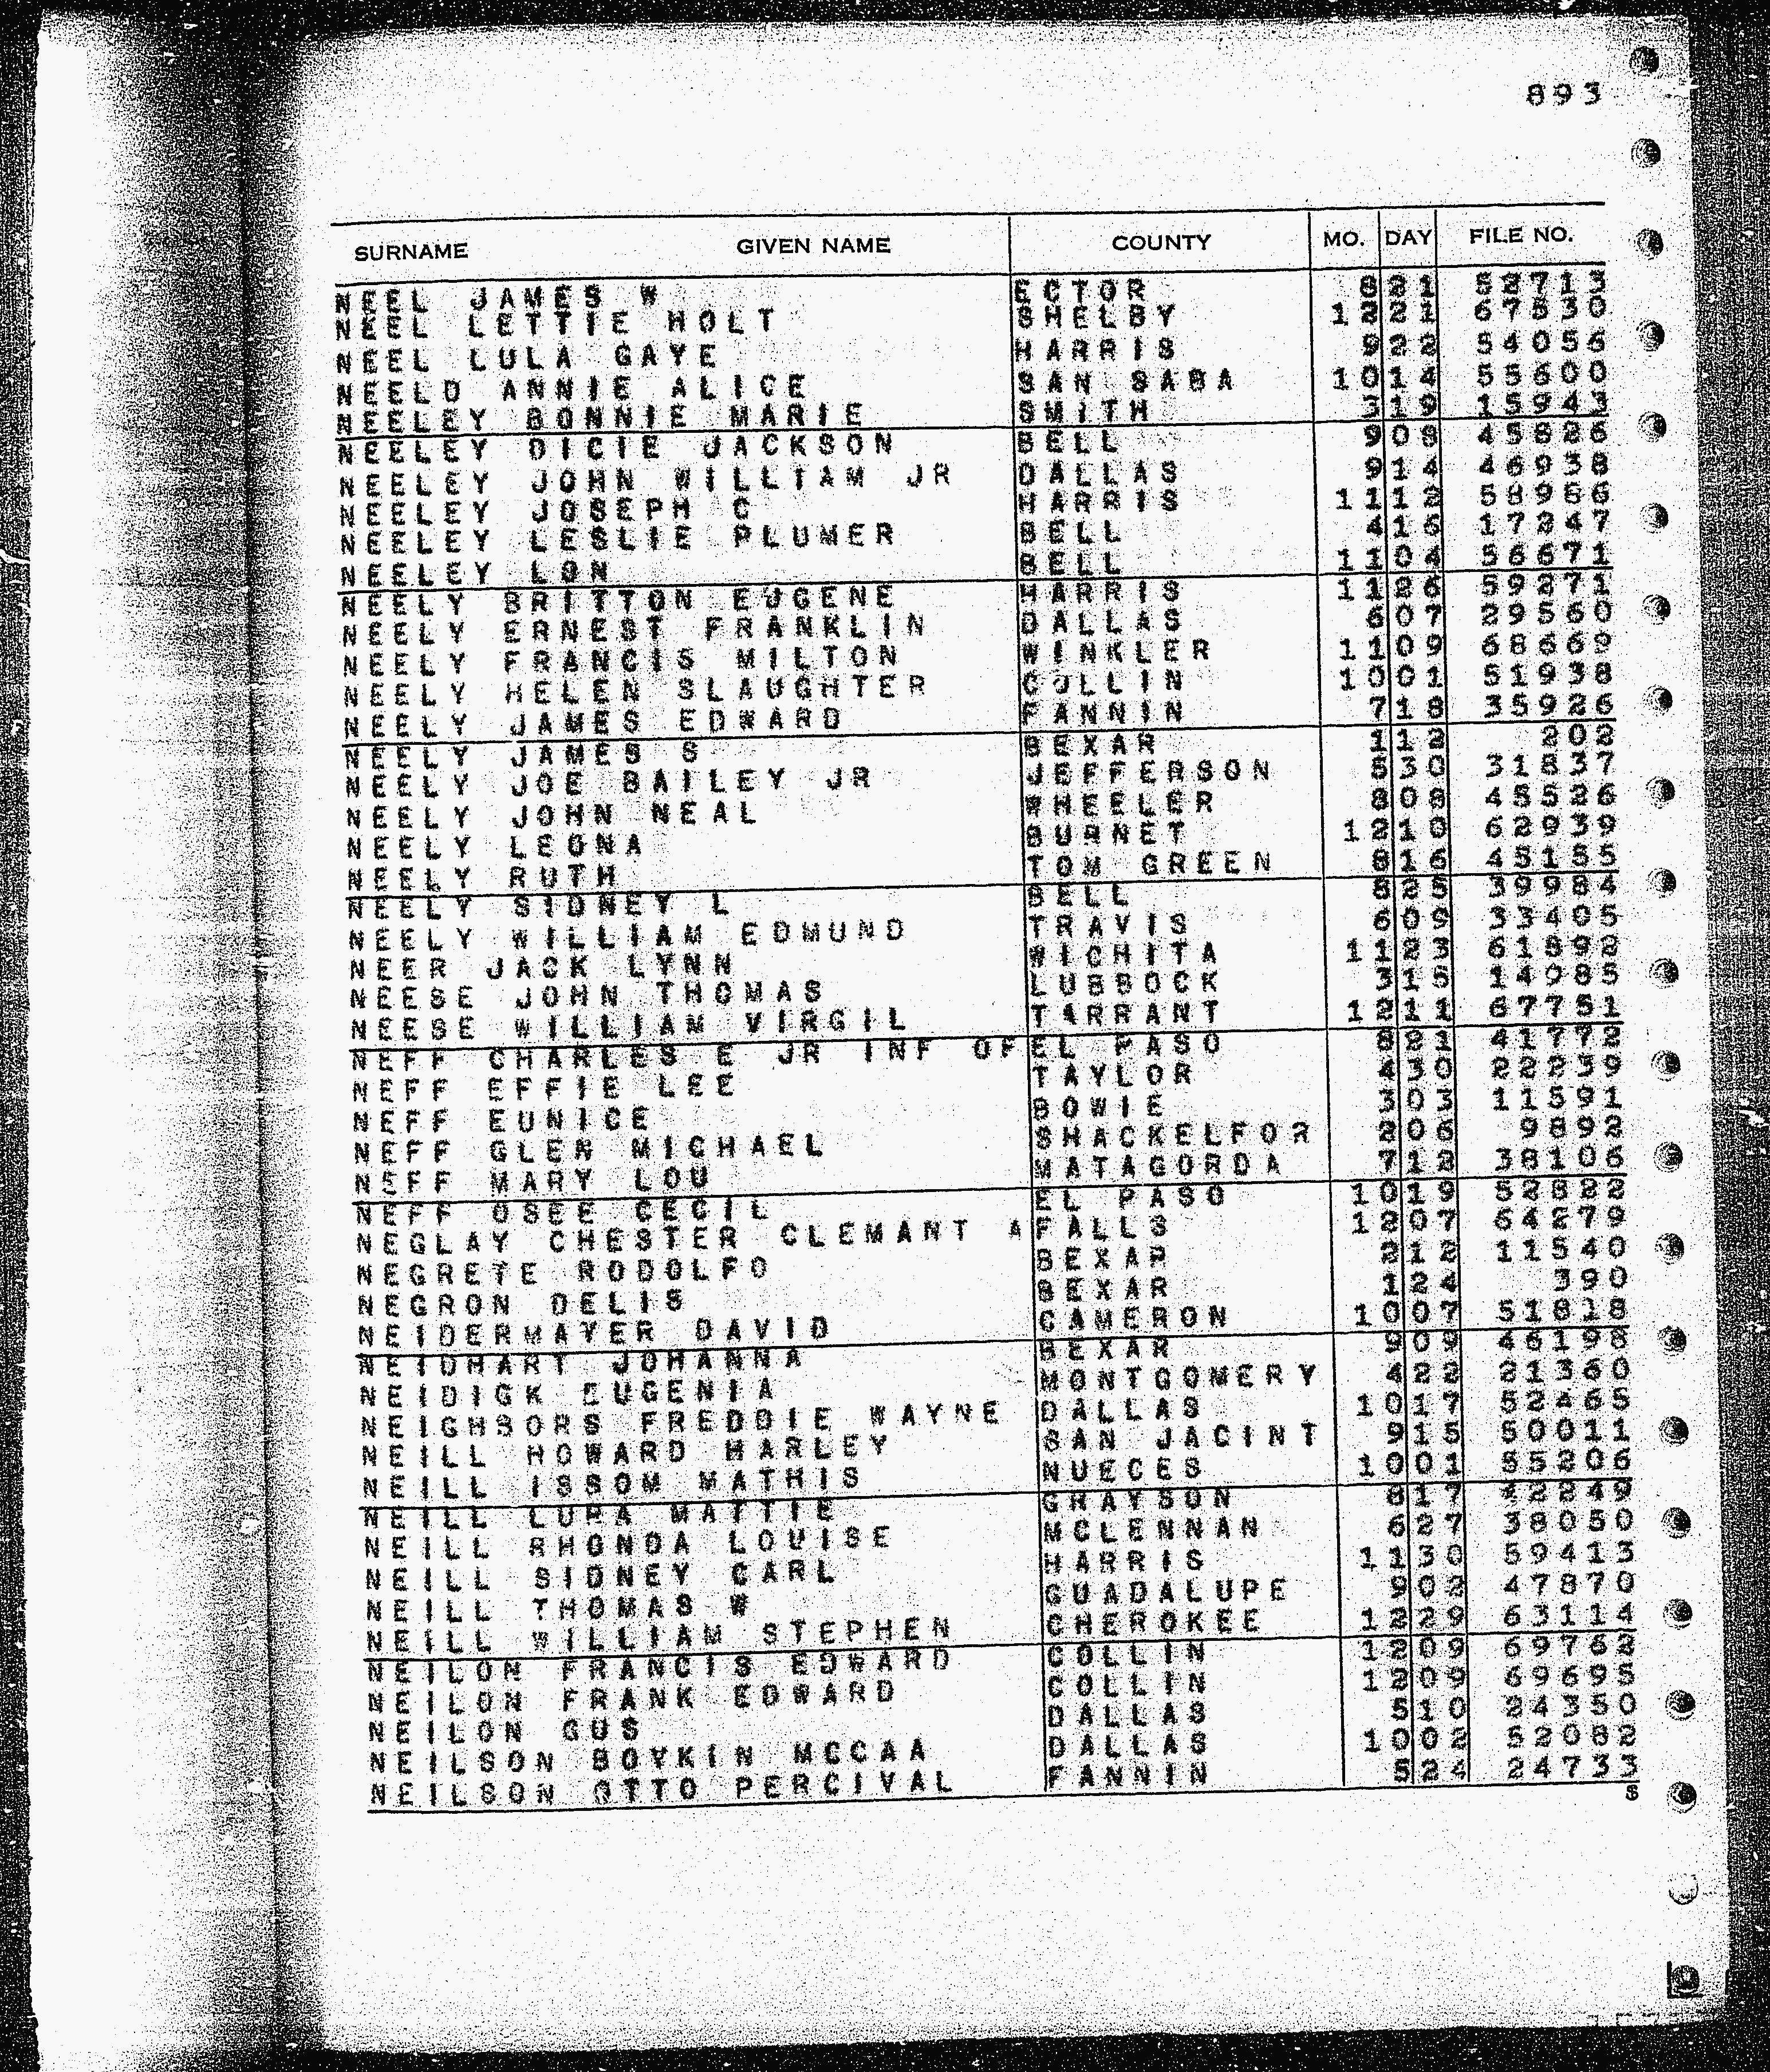 893
SURNAME GIVEN NAME COUNTY MO. DAY FILE NO.
NEEL JAMES W ECTOR 8 21 52713
NEEL LETTIE HOLT SHELBY 12 21 67530
NEEL LULA GAYE HARRIS 9 22 54056
NEELD ANNIE ALICE SAN SABA 10 14 55600
NEELEY BONNIE MARIE SMITH 3 19 15943
NEELEY DICIE JACKSON BELL 9 08 45826
NEELEY JOHN WILLIAM JR DALLAS 9 14 46938
NEELEY JOSEPH C HARRIS 11 12 58956
NEELEY LESLIE PLUMER BELL 4 16 17247
NEELEY LON BELL 11 04 56671
NEELY BRITTON EUGENE HARRIS 11 26 59271
NEELY ERNEST FRANKLIN DALLAS 6 07 29560
NEELY FRANCIS MILTON WINKLER 11 09 68669
NEELY HELEN SLAUGHTER COLLIN 10 01 51938
NEELY JAMES EDWARD FANNIN 7 18 35926
NEELY JAMES S BEXAR 1 12 202
NEELY JOE BAILEY JR JEFFERSON 5 30 31837
NEELY JOHN NEAL WHEELER 8 08 45526
NEELY LEONA BURNET 12 10 62939
NEELY RUTH TOM GREEN 8 16 45155
NEELY SIDNEY L BELL 8 25 39984
NEELY WILLIAM EDMUND TRAVIS 6 09 33405
NEER JACK LYNN WICHITA 11 23 61892
NEESE JOHN THOMAS LUBBOCK 3 15 14985
NEESE WILLIAM VIRGIL TARRANT 12 11 67751
NEFF CHARLES E JR INF OF EL PASO 8 21 41772
NEFF EFFIE LEE TAYLOR 4 30 22239
NEFF EUNICE BOWIE 3 03 11591
NEFF GLEN MICHAEL SHACKELFOR 2 06 9892
NEFF MARY LOU MATAGORDA 7 12 38106
NEFF OSEE CECIL EL PASO 10 19 52822
NEGLAY CHESTER CLEMANT A FALLS 12 07 64279
NEGRETE RODOLFO BEXAR 2 12 11540
NEGRON DELIS BEXAR 1 24 390
NEIDERMAYER DAVID CAMERON 10 07 51818
NEIDHART JOHANNA BEXAR 9 09 46198
NEIDIGK EUGENIA MONTGOMERY 4 22 21360
NEIGHBORS FREDDIE WAYNE DALLAS 10 17 52465
NEILL HOWARD HARLEY SAN JACINT 9 15 50011
NEILL ISSOM MATHIS NUECES 10 01 55206
NEILL LURA MATTIE GRAYSON 8 17 42249
NEILL RHONDA LOUISE MCLENNAN 6 27 38050
NEILL SIDNEY CARL HARRIS 11 30 59413
NEILL THOMAS W GUADALUPE 9 02 47870
NEILL WILLIAM STEPHEN CHEROKEE 12 29 63114
NEILON FRANCIS EDWARD COLLIN 12 09 69762
NEILON FRANK EDWARD COLLIN 12 09 69695
NEILON GUS DALLAS 5 10 24350
NEILSON BOYKIN MCCAA DALLAS 10 02 52082
NEILSON OTTO PERCIVAL FANNIN 5 24 24733
S